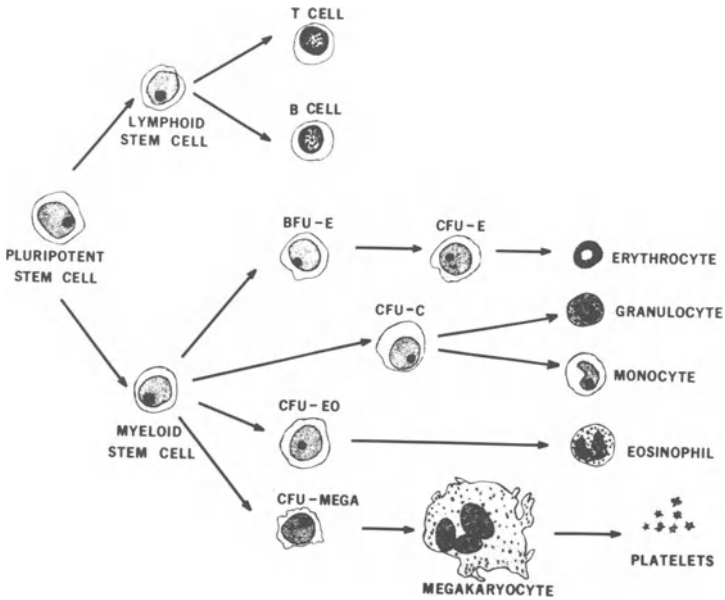 T CELL
LYMPHOID
STEM CELL
B CELL
PLURIPOTENT
STEM CELL
BFU-E
CFU-E
ERYTHROCYTE
CFU-C
GRANULOCYTE
MONOCYTE
MYELOID
STEM CELL
CFU-EO
EOSINOPHIL
CFU-MEGA
MEGAKARYOCYTE
PLATELETS